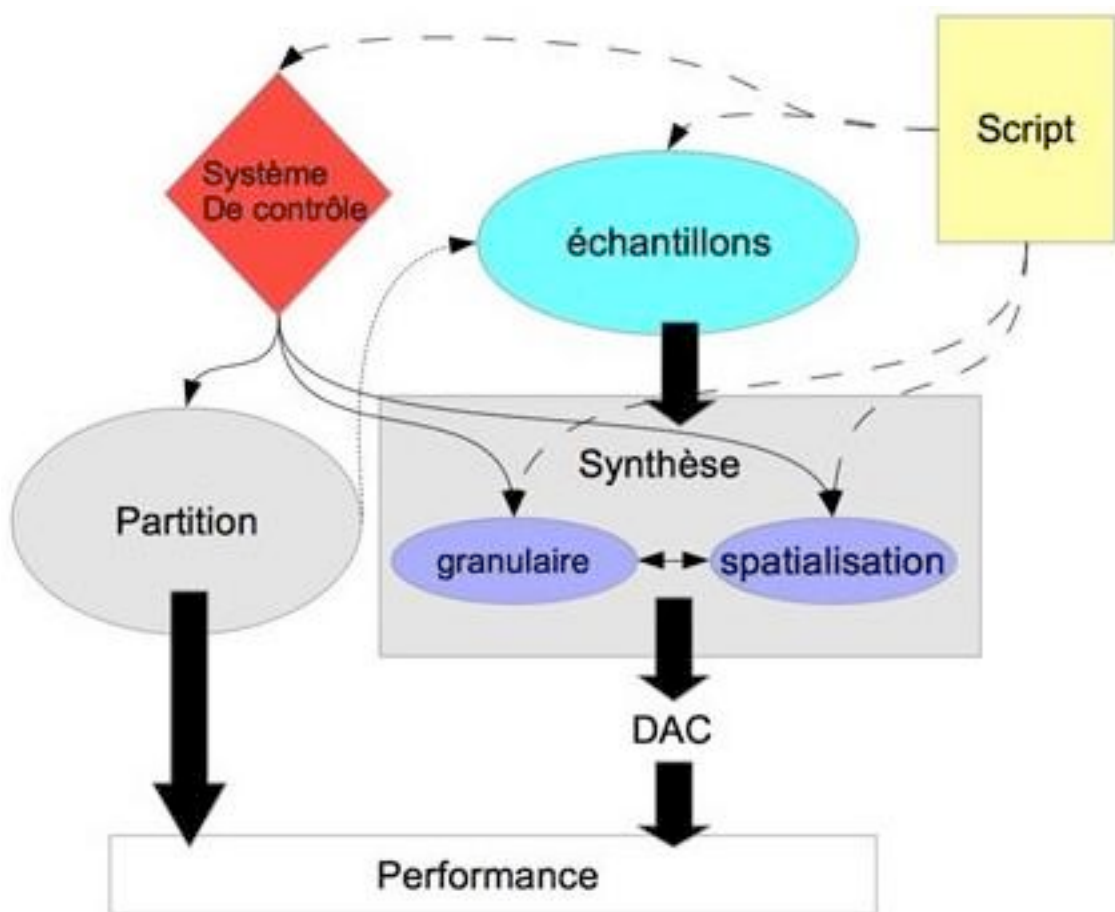 Script
Système
De contrôle
échantillons
Synthèse
Partition
granulaire
spatialisation
DAC
Performance